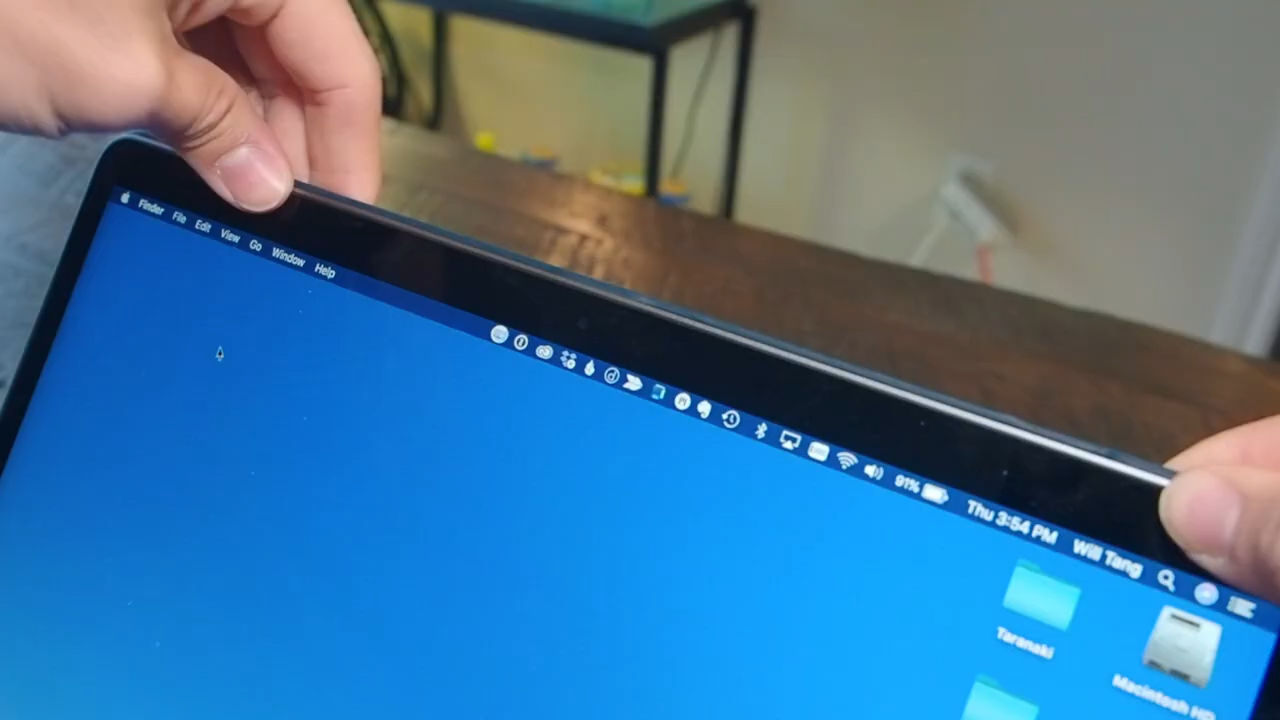 Finder File Edit View Go Window Help 91% Thu 3:54 PM Will Tang
Taranaki
Macintosh HD